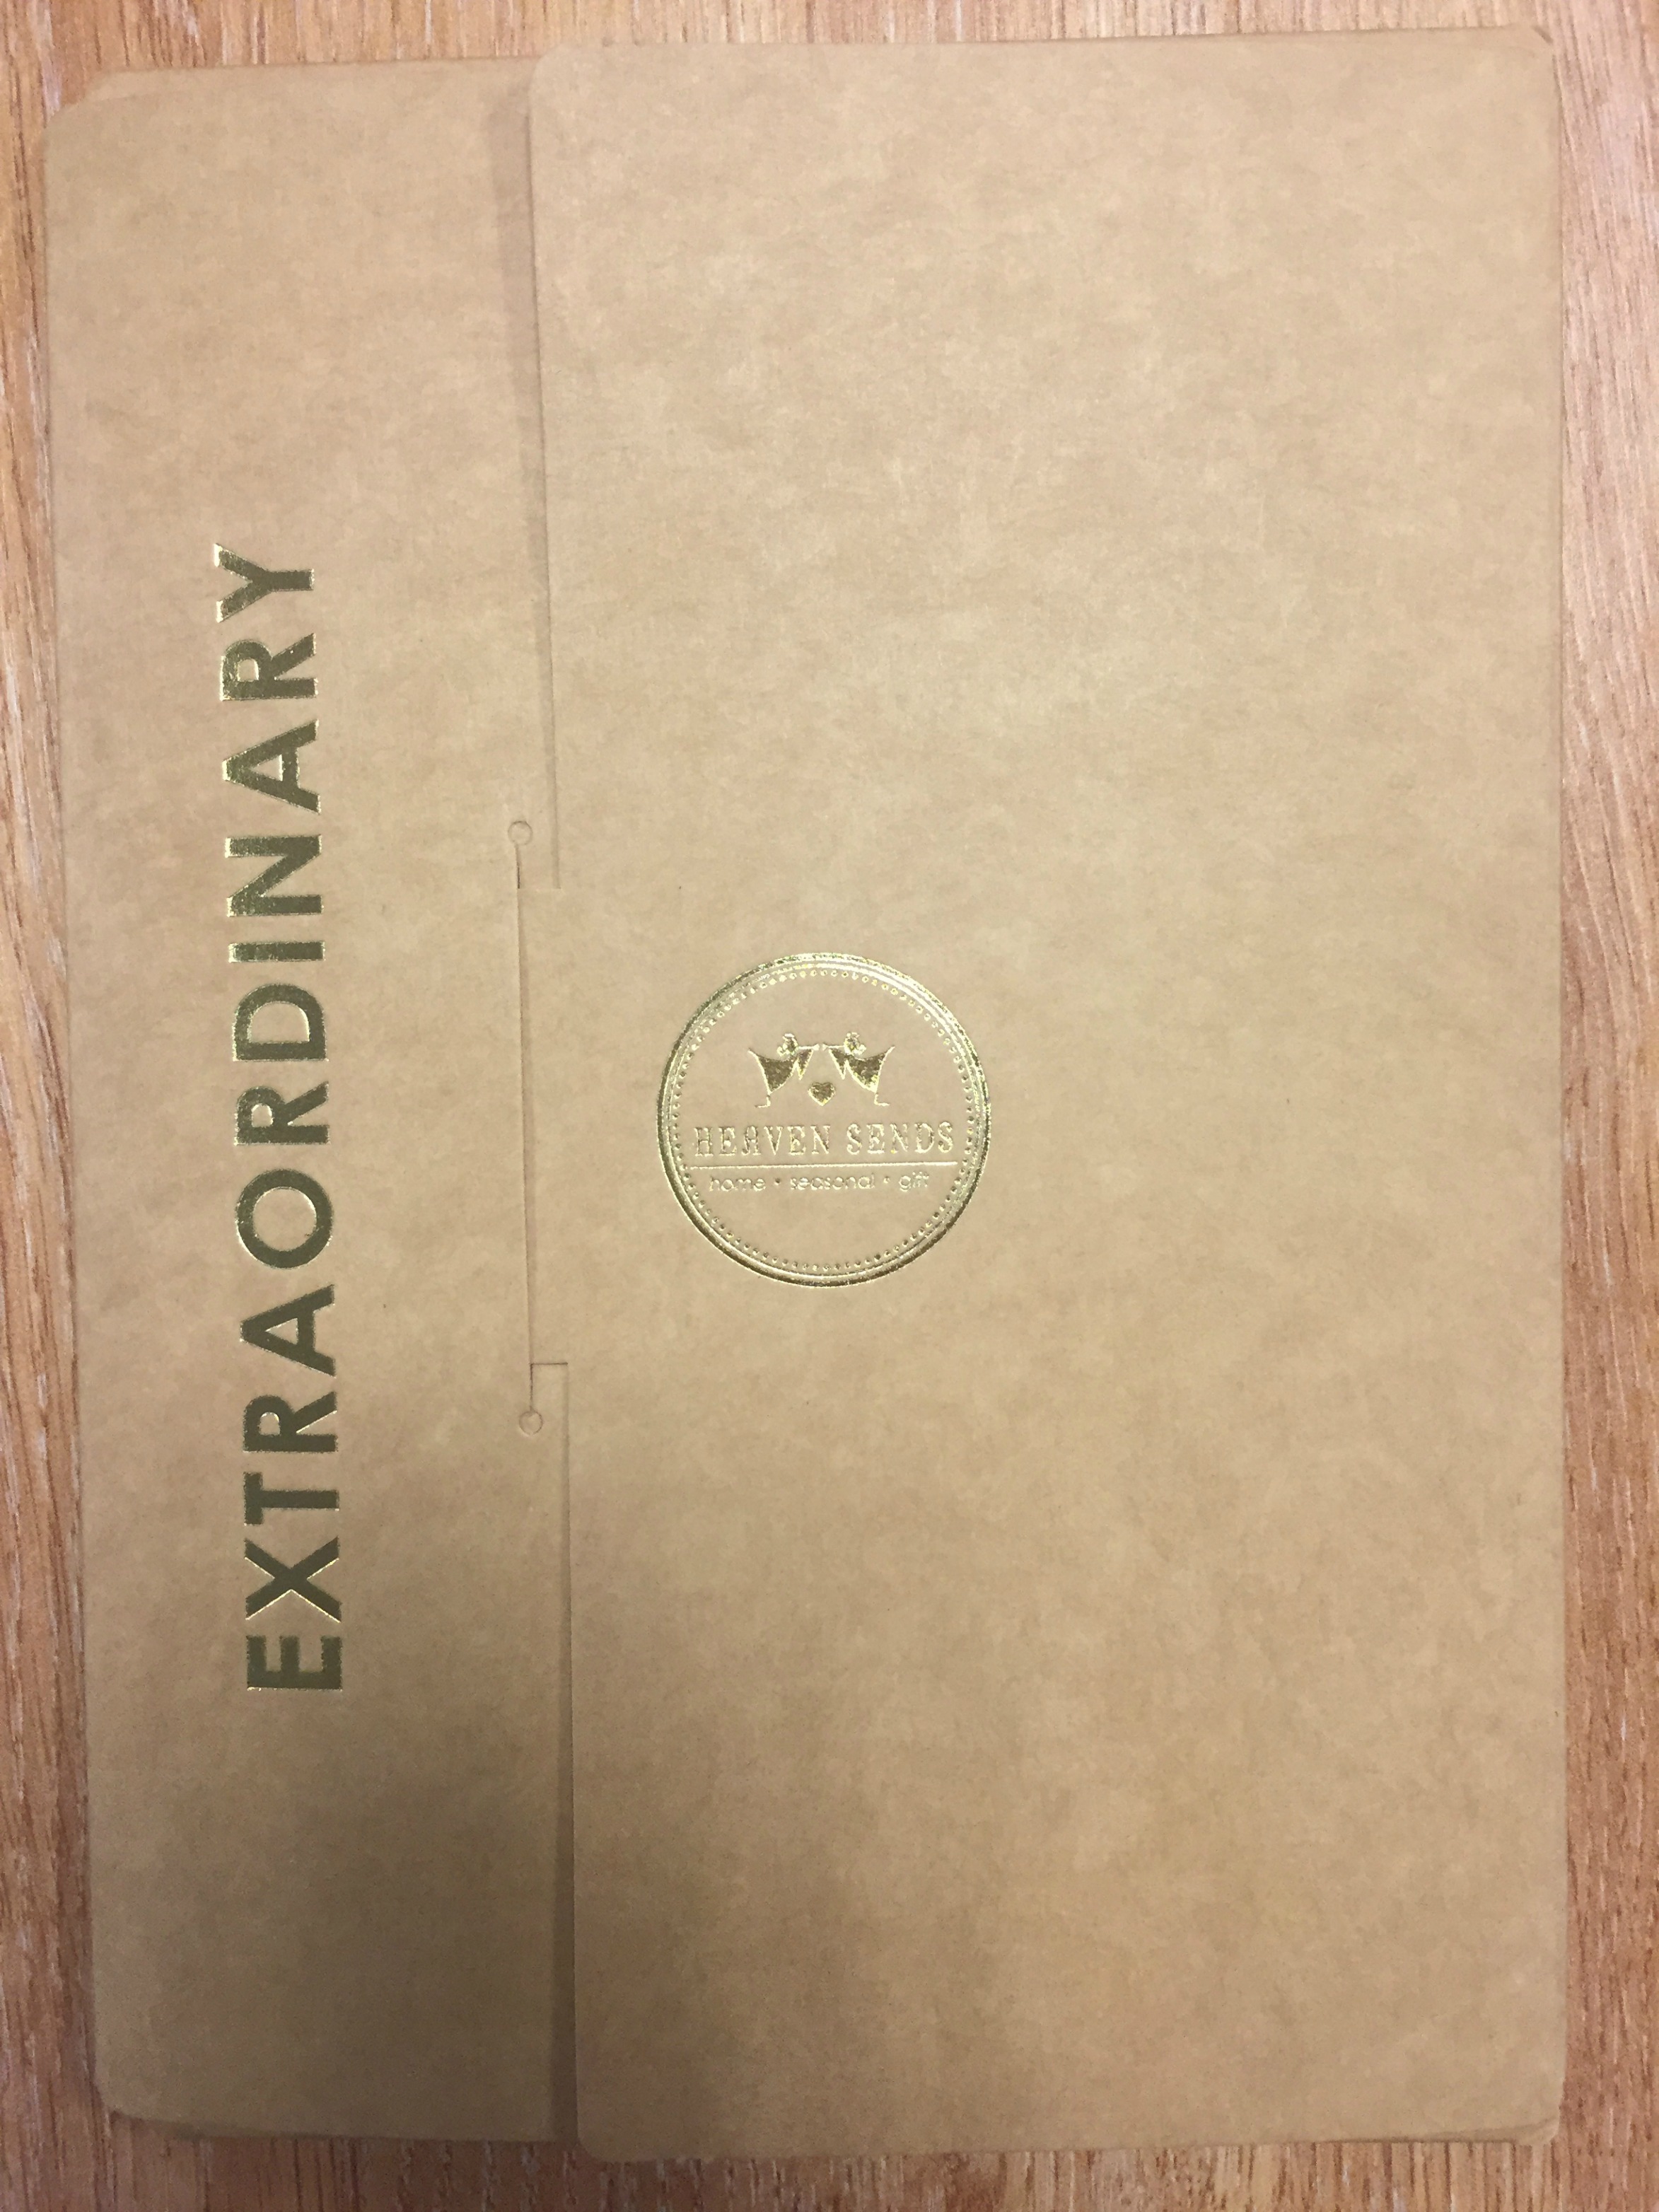 EXTRAORDINARY
HEAVEN SENDS
home • seasonal • gift